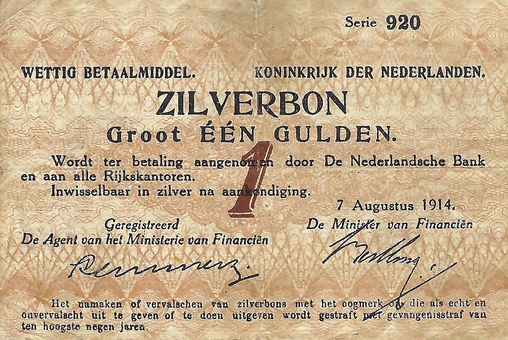 Serie 920
WETTIG BETAALMIDDEL. KONINKRIJK DER NEDERLANDEN.
ZILVERBON
Groot ÉÉN GULDEN.
1
Wordt ter betaling aangenomen door De Nederlandsche Bank
en aan alle Rijkskantoren.
Inwisselbaar in zilver na aankondiging.
7 Augustus 1914.
Geregistreerd De Minister van Financiën
De Agent van het Ministerie van Financiën
Het namaken of vervalschen van zilverbons met het oogmerk om die als echt en
onvervalscht uit te geven of te doen uitgeven wordt gestraft met gevangenisstraf van
ten hoogste negen jaren.